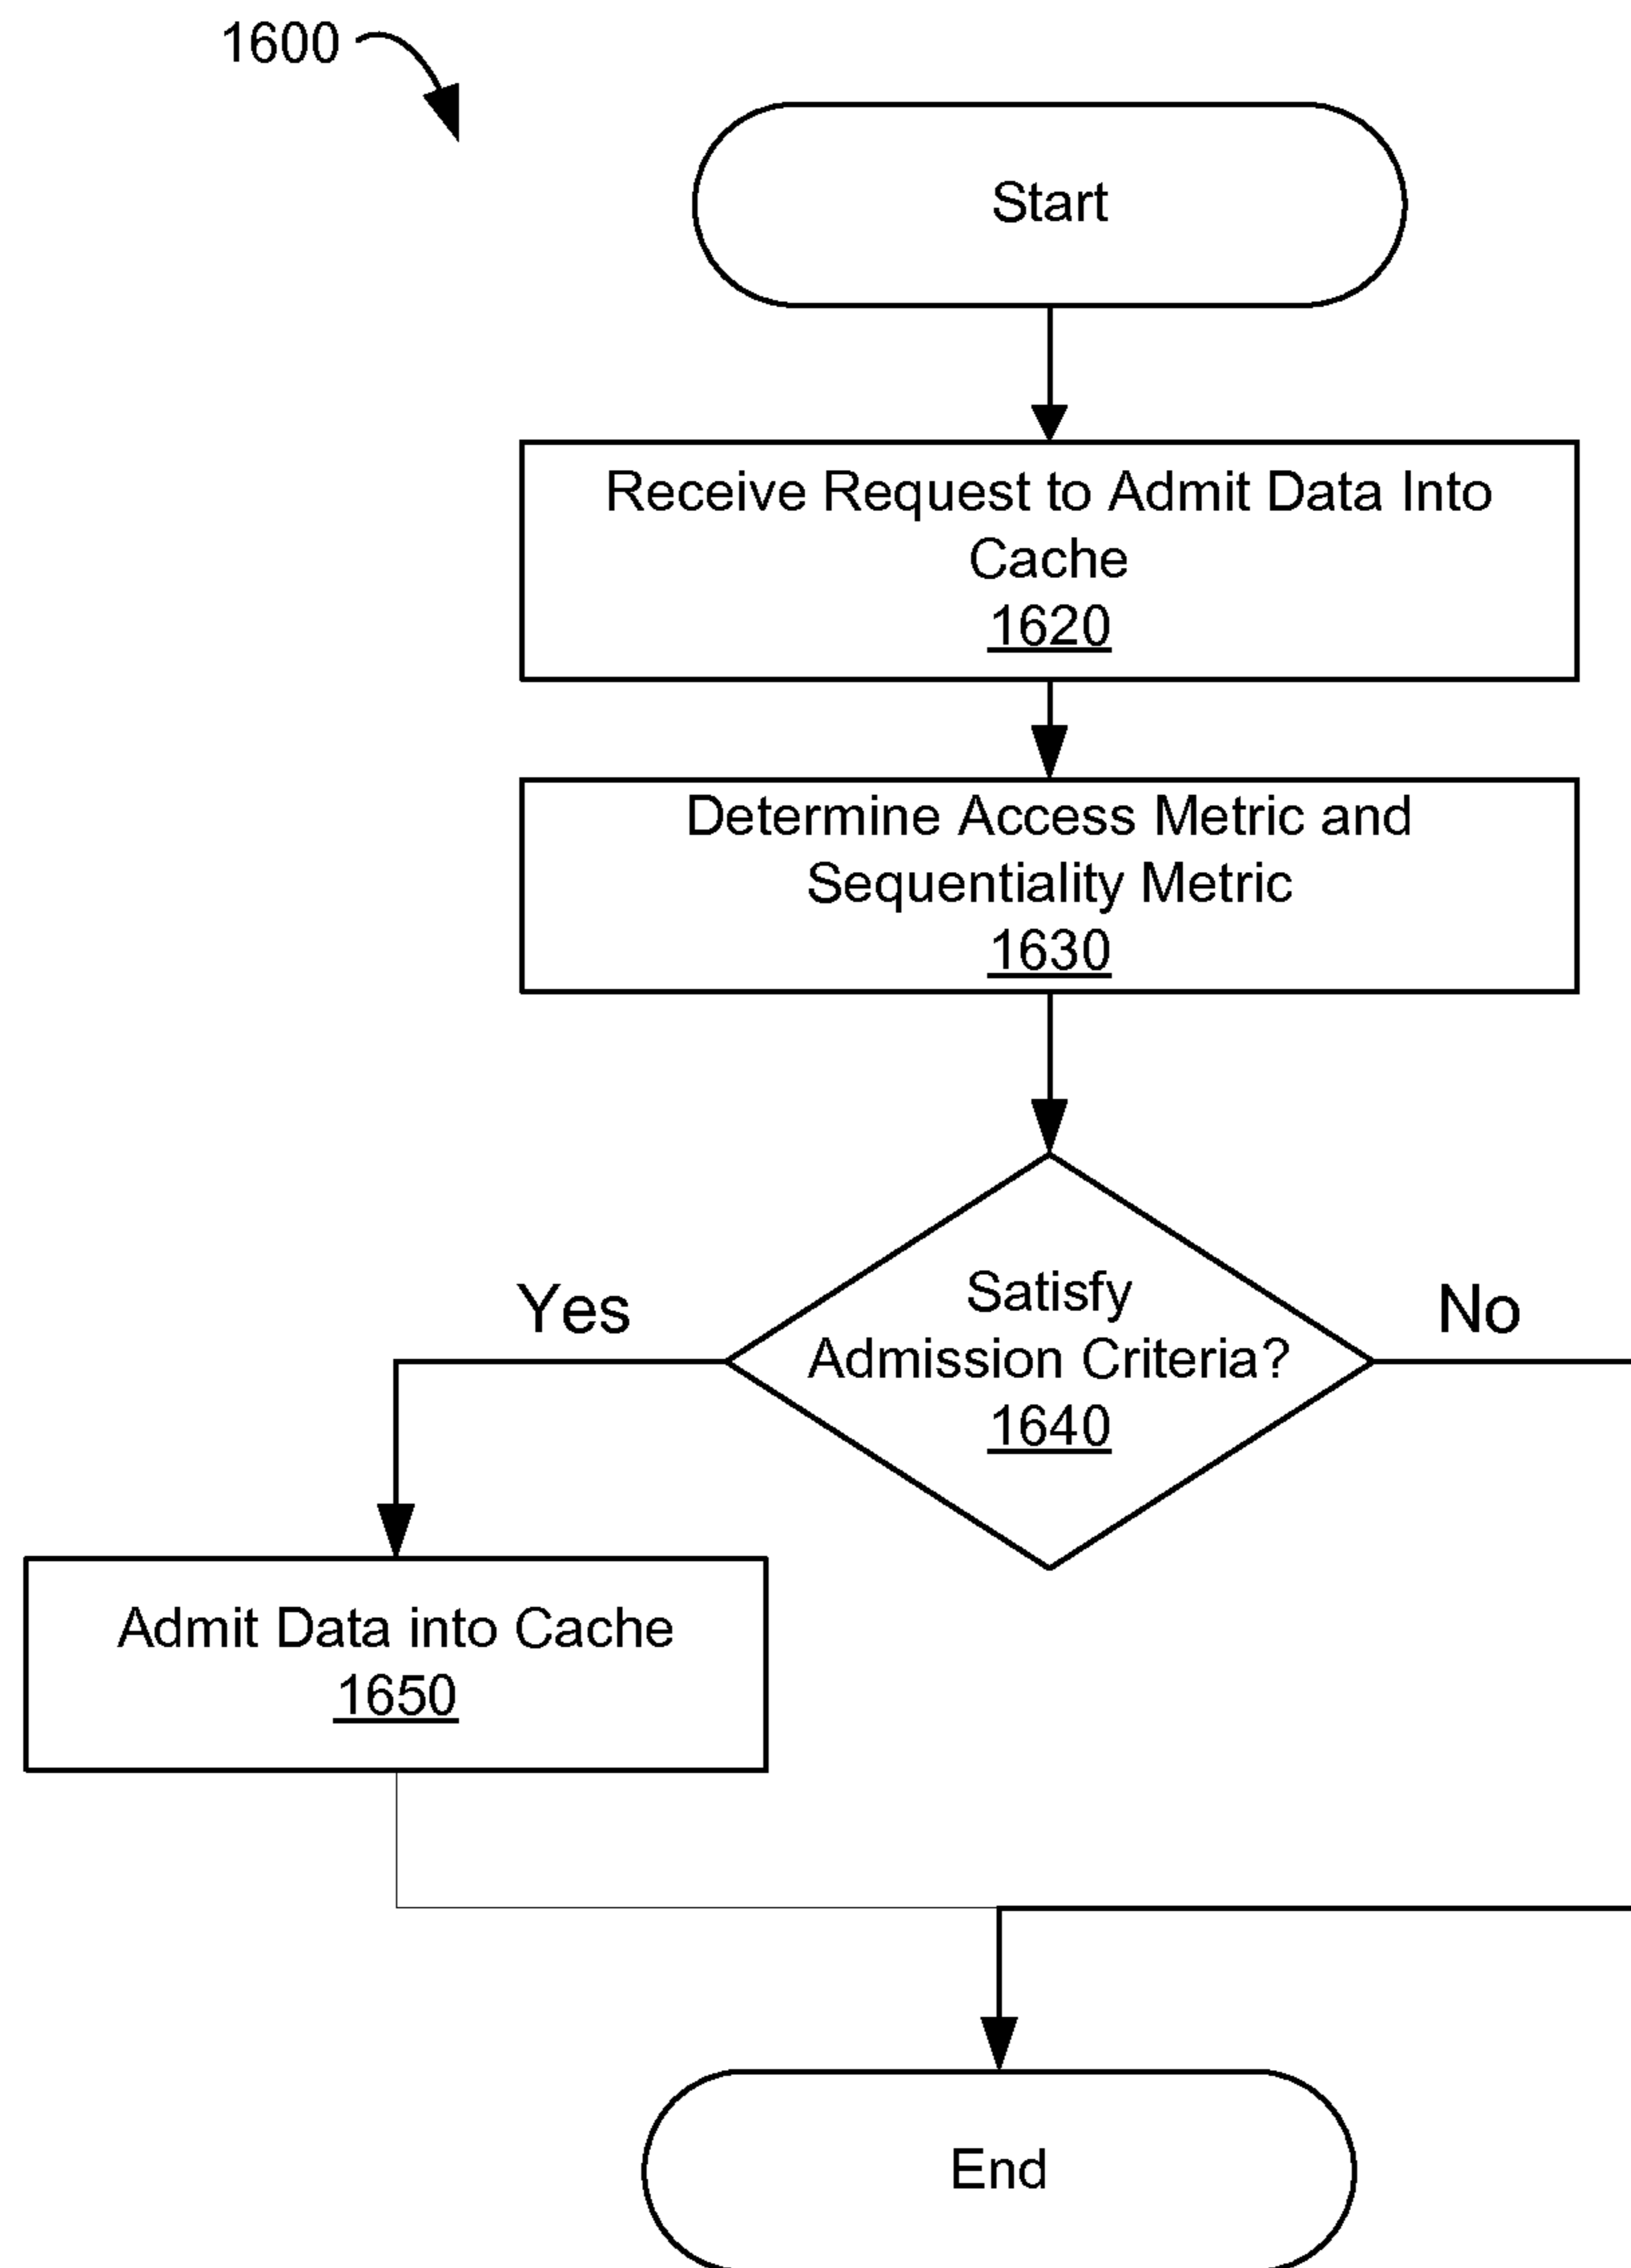 1600
Start
Receive Request to Admit Data Into
Cache
1620
Determine Access Metric and
Sequentiality Metric
1630
Satisfy
Admission Criteria?
1640
Yes
No
Admit Data into Cache
1650
End